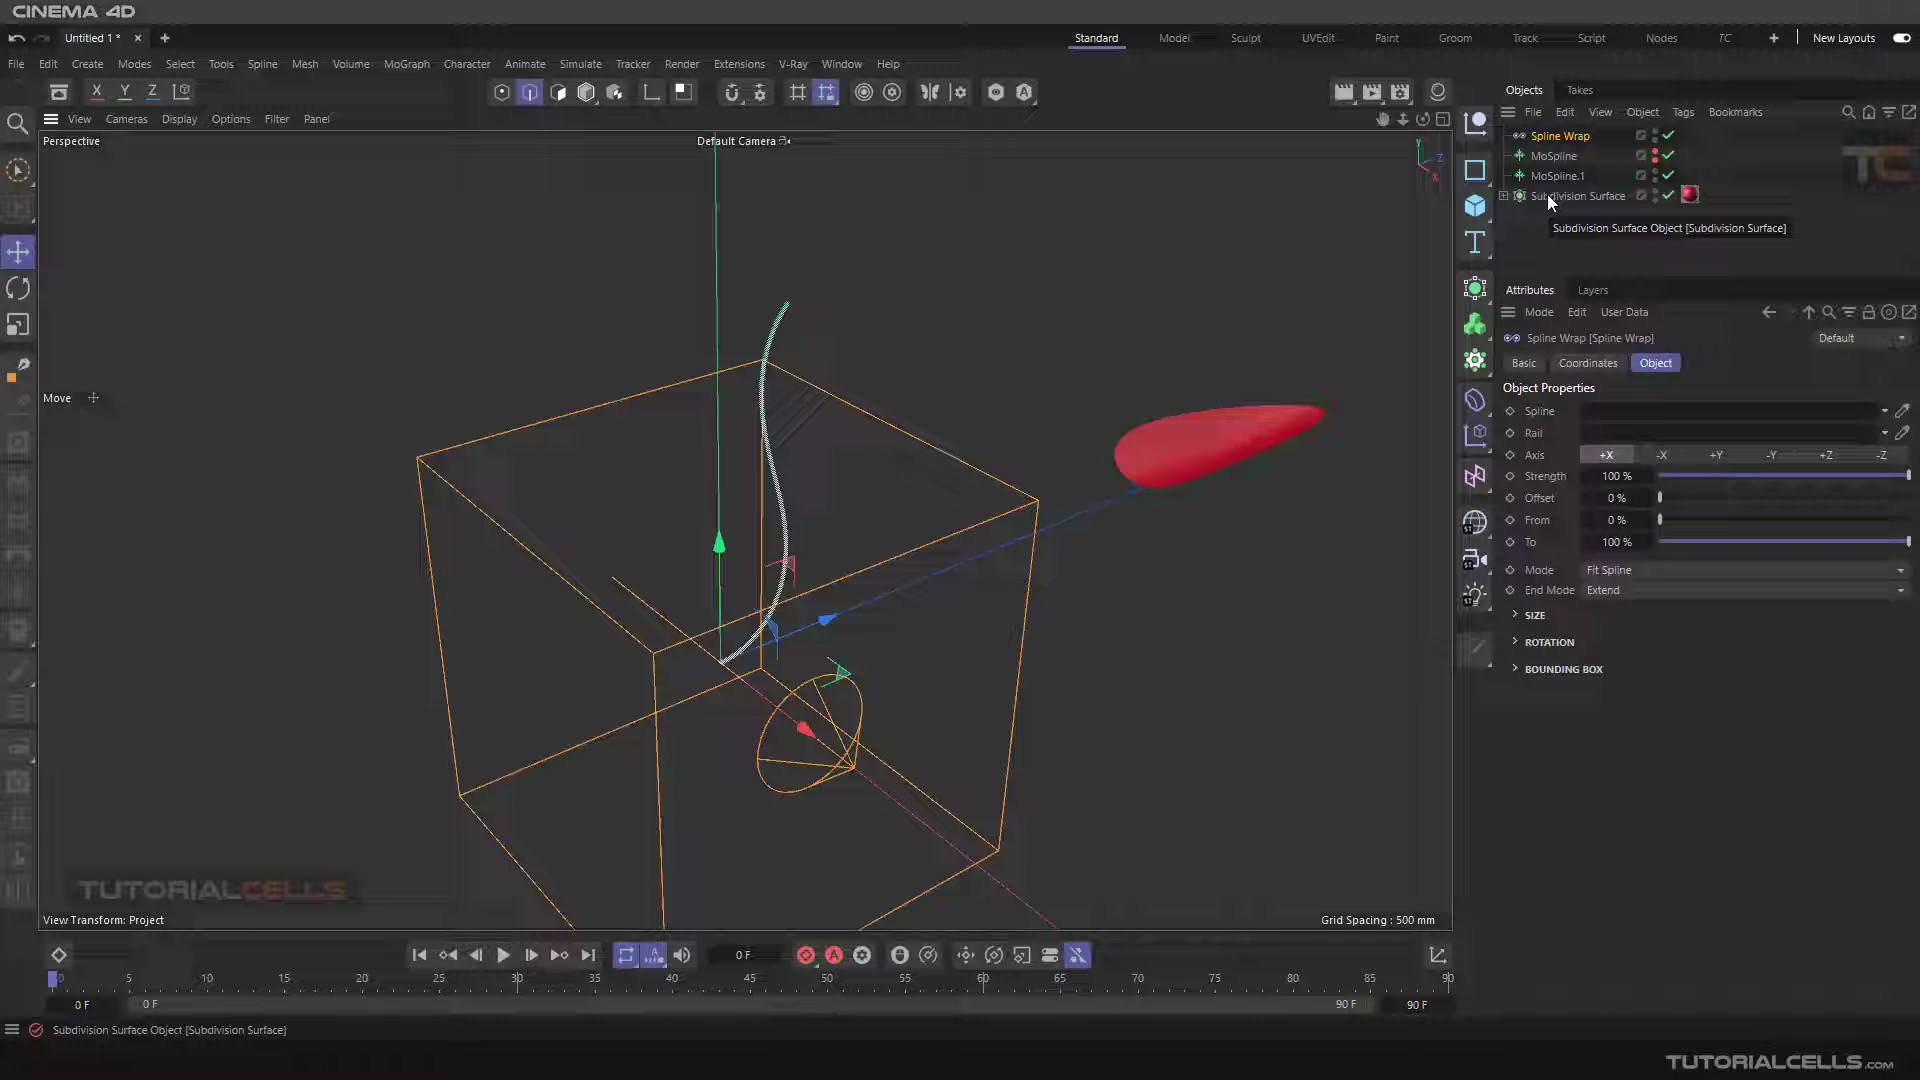 CINEMA 4D
Untitled 1 *
Standard
Model
Sculpt
UVEdit
Paint
Groom
Track
Script
Nodes
TC
New Layouts
File
Edit
Create
Modes
Select
Tools
Spline
Mesh
Volume
MoGraph
Character
Animate
Simulate
Tracker
Render
Extensions
V-Ray
Window
Help
X
Y
Z
Objects
Takes
View
Cameras
Display
Options
Filter
Panel
File
Edit
View
Object
Tags
Bookmarks
Perspective
Default Camera
Spline Wrap
MoSpline
MoSpline.1
Subdivision Surface
TC
Subdivision Surface Object [Subdivision Surface]
Attributes
Layers
Mode
Edit
User Data
Spline Wrap [Spline Wrap]
Default
Basic
Coordinates
Object
Object Properties
Spline
Rail
Axis
+X
-X
+Y
-Y
+Z
-Z
Strength
100 %
Offset
0 %
From
0 %
To
100 %
Mode
Fit Spline
End Mode
Extend
SIZE
ROTATION
BOUNDING BOX
Move
TUTORIALCELLS
View Transform: Project
Grid Spacing : 500 mm
0 F
0
5
10
15
20
25
30
35
40
45
50
55
60
65
70
75
80
85
90
0 F
0 F
90 F
90 F
Subdivision Surface Object [Subdivision Surface]
TUTORIALCELLS.com